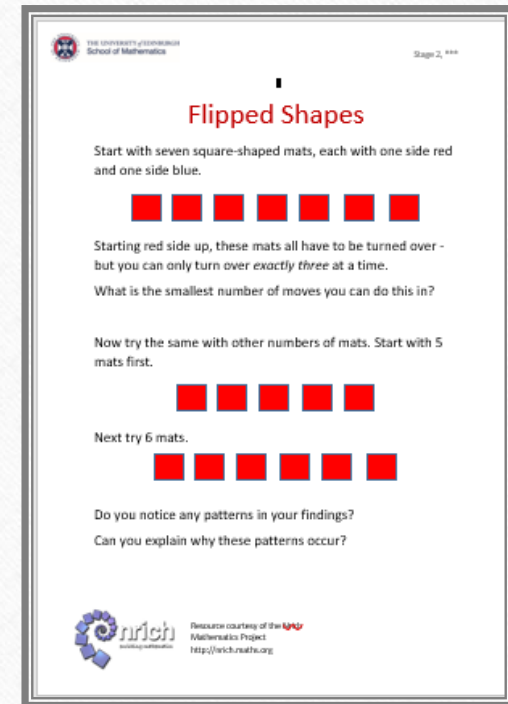 THE UNIVERSITY of EDINBURGH
School of Mathematics
Stage 2, ***
Flipped Shapes
Start with seven square-shaped mats, each with one side red
and one side blue.
Starting red side up, these mats all have to be turned over -
but you can only turn over exactly three at a time.
What is the smallest number of moves you can do this in?
Now try the same with other numbers of mats. Start with 5
mats first.
Next try 6 mats.
Do you notice any patterns in your findings?
Can you explain why these patterns occur?
nrich
Resource courtesy of the
Mathematics Project
http://nrich.maths.org